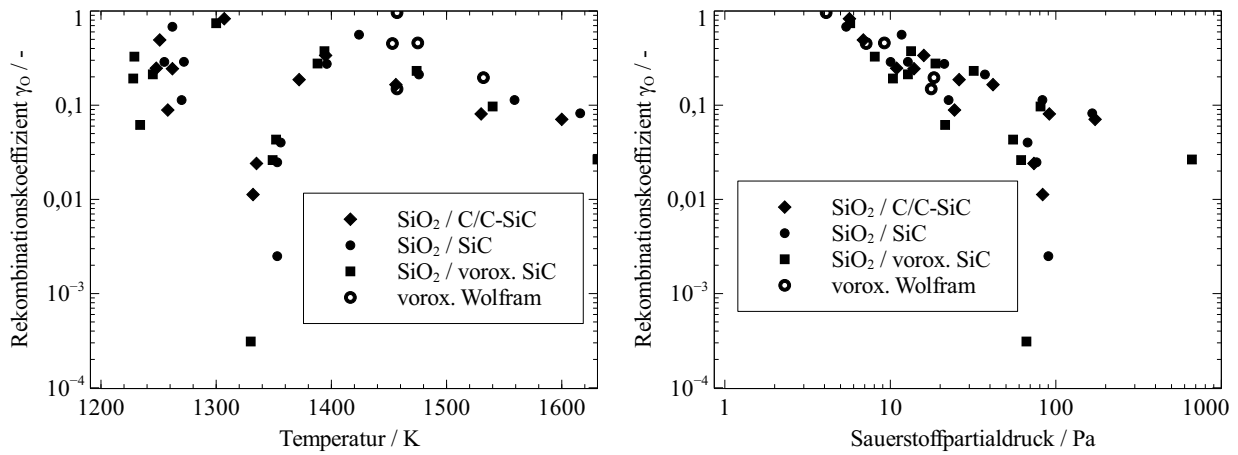 Rekombinationskoeffizient γO / -
1
0,1
0,01
10−3
10−4
SiO2 / C/C-SiC
SiO2 / SiC
SiO2 / vorox. SiC
vorox. Wolfram
1200 1300 1400 1500 1600
Temperatur / K
Rekombinationskoeffizient γO / -
1
0,1
0,01
10−3
10−4
SiO2 / C/C-SiC
SiO2 / SiC
SiO2 / vorox. SiC
vorox. Wolfram
1 10 100 1000
Sauerstoffpartialdruck / Pa